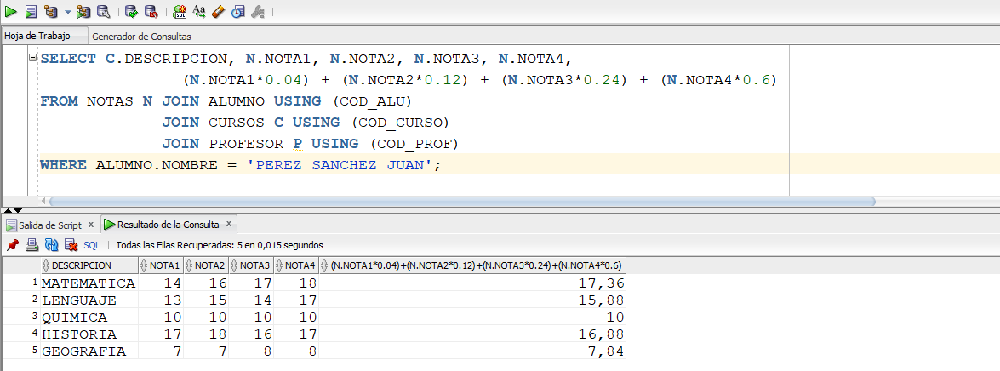 Hoja de Trabajo Generador de Consultas
SELECT C.DESCRIPCION, N.NOTA1, N.NOTA2, N.NOTA3, N.NOTA4,
(N.NOTA1*0.04) + (N.NOTA2*0.12) + (N.NOTA3*0.24) + (N.NOTA4*0.6)
FROM NOTAS N JOIN ALUMNO USING (COD_ALU)
JOIN CURSOS C USING (COD_CURSO)
JOIN PROFESOR P USING (COD_PROF)
WHERE ALUMNO.NOMBRE = 'PEREZ SANCHEZ JUAN';
Salida de Script x Resultado de la Consulta x
SQL Todas las Filas Recuperadas: 5 en 0,015 segundos
DESCRIPCION NOTA1 NOTA2 NOTA3 NOTA4 (N.NOTA1*0.04)+(N.NOTA2*0.12)+(N.NOTA3*0.24)+(N.NOTA4*0.6)
1 MATEMATICA 14 16 17 18 17,36
2 LENGUAJE 13 15 14 17 15,88
3 QUIMICA 10 10 10 10 10
4 HISTORIA 17 18 16 17 16,88
5 GEOGRAFIA 7 7 8 8 7,84